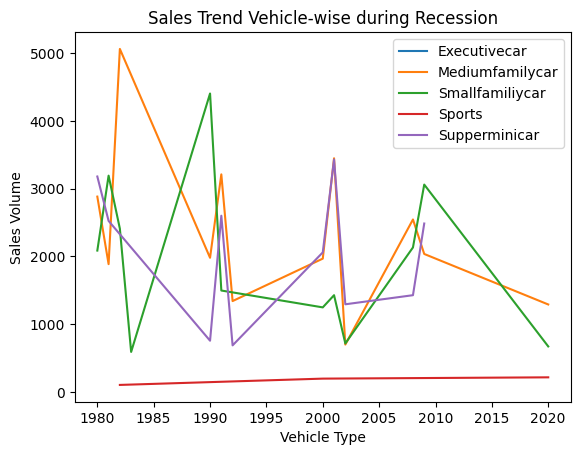 Sales Trend Vehicle-wise during Recession
Executivecar
Mediumfamilycar
Smallfamiliycar
Sports
Supperminicar
5000
4000
3000
2000
1000
0
Sales Volume
1980 1985 1990 1995 2000 2005 2010 2015 2020
Vehicle Type